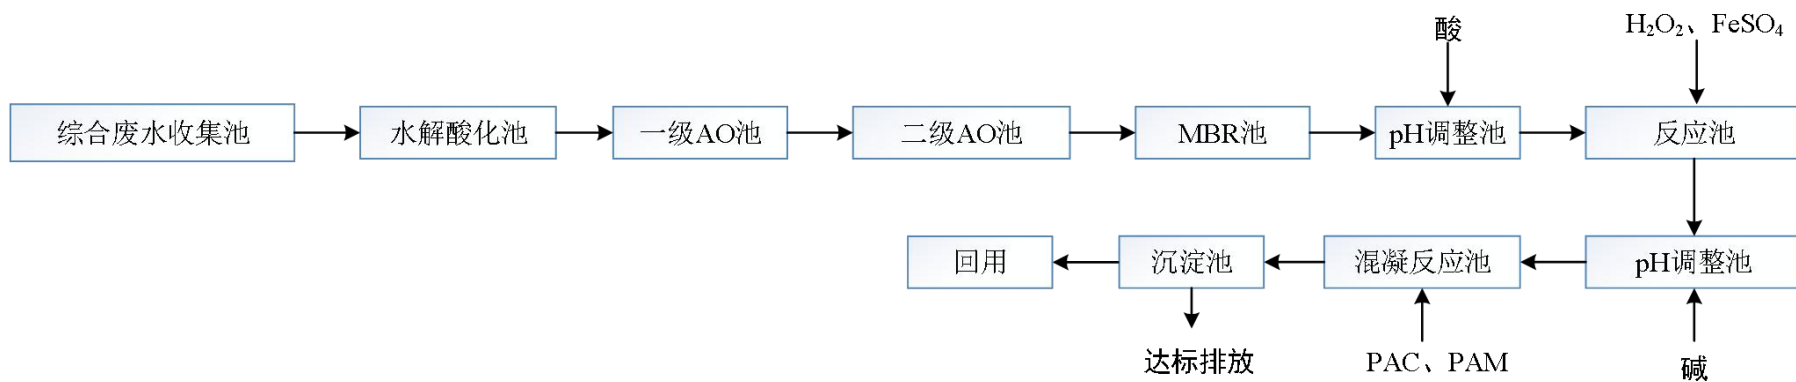 酸
H₂O₂、FeSO₄
综合废水收集池
水解酸化池
一级AO池
二级AO池
MBR池
pH调整池
反应池
回用
沉淀池
混凝反应池
pH调整池
达标排放
PAC、PAM
碱